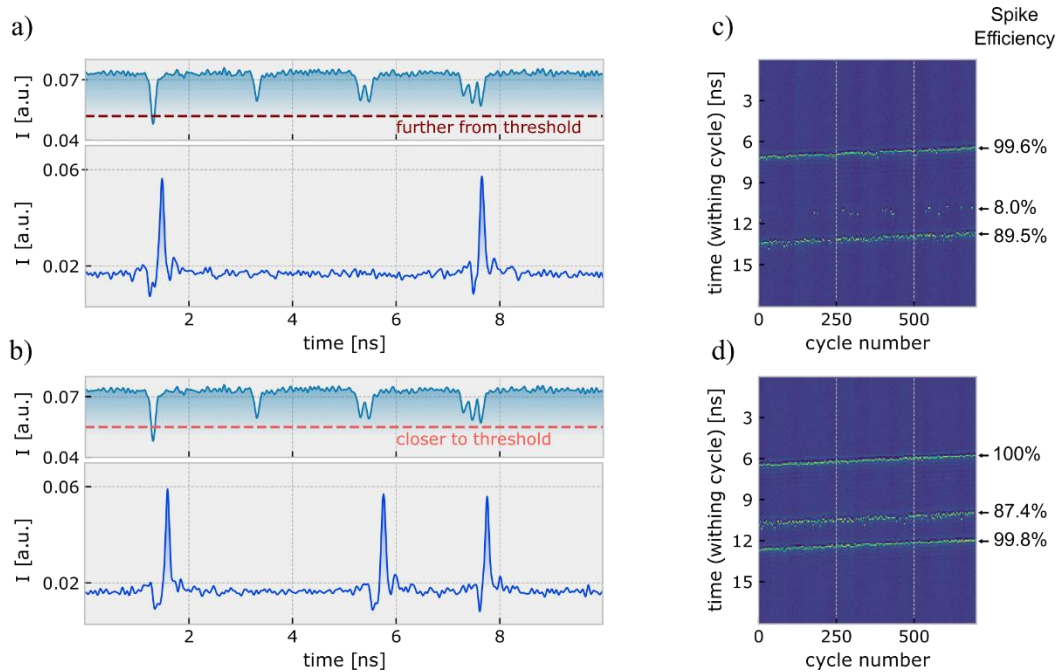 a)
I [a.u.]
0.07
0.04
further from threshold
I [a.u.]
0.06
0.02
2 4 6 8
time [ns]
b)
I [a.u.]
0.07
0.04
closer to threshold
I [a.u.]
0.06
0.02
2 4 6 8
time [ns]
c)
Spike
Efficiency
time (withing cycle) [ns]
1
3
6
9
12
15
99.6%
8.0%
89.5%
0 250 500
cycle number
d)
time (withing cycle) [ns]
1
3
6
9
12
15
100%
87.4%
99.8%
0 250 500
cycle number